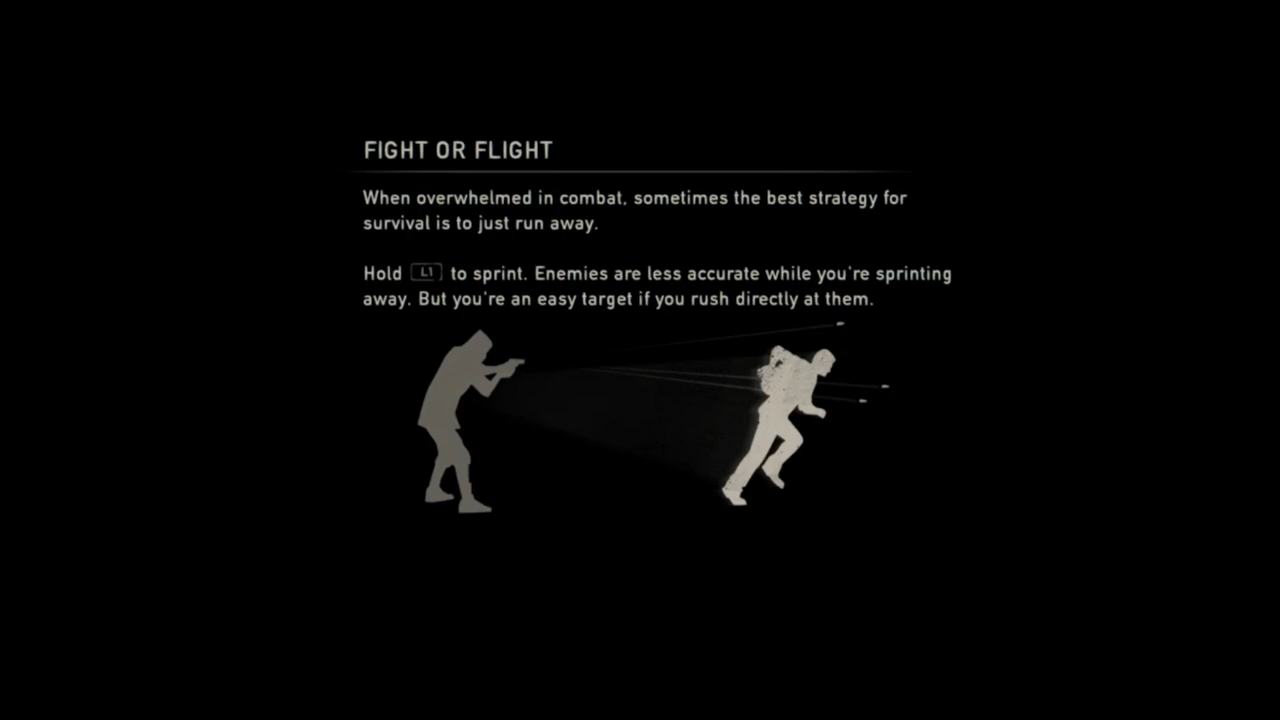 FIGHT OR FLIGHT
When overwhelmed in combat, sometimes the best strategy for
survival is to just run away.
Hold L1 to sprint. Enemies are less accurate while you're sprinting
away. But you're an easy target if you rush directly at them.